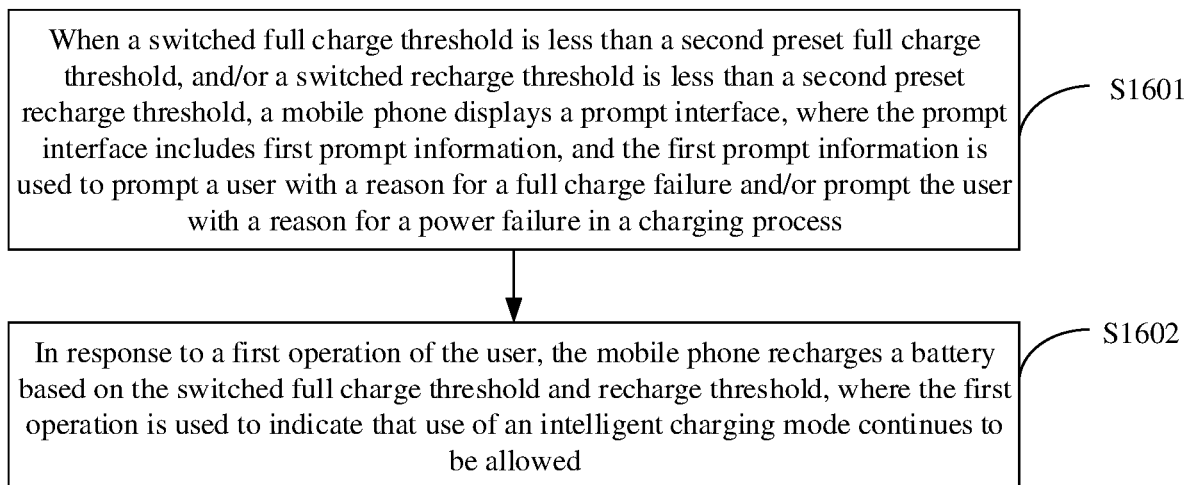 When a switched full charge threshold is less than a second preset full charge
threshold, and/or a switched recharge threshold is less than a second preset
recharge threshold, a mobile phone displays a prompt interface, where the prompt
interface includes first prompt information, and the first prompt information is
used to prompt a user with a reason for a full charge failure and/or prompt the user
with a reason for a power failure in a charging process
S1601
In response to a first operation of the user, the mobile phone recharges a battery
based on the switched full charge threshold and recharge threshold, where the first
operation is used to indicate that use of an intelligent charging mode continues to
be allowed
S1602